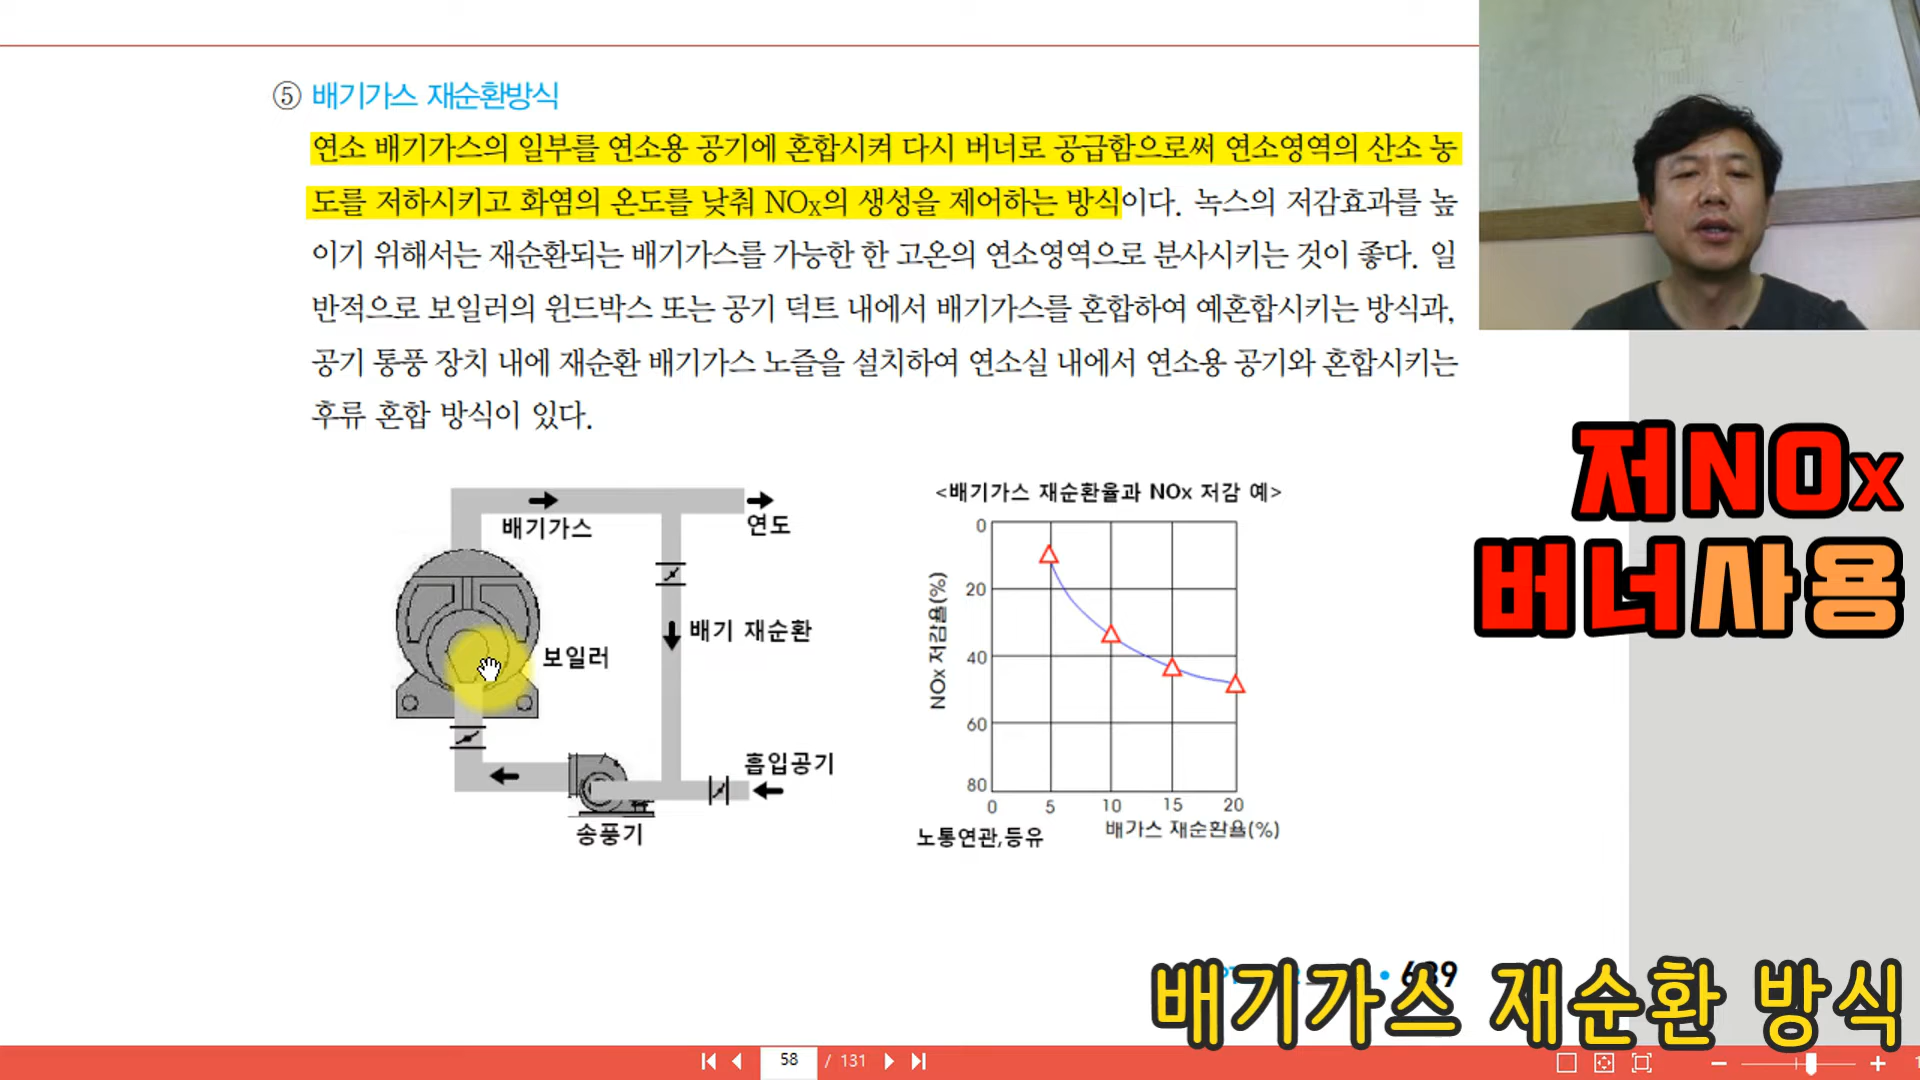 ⑤ 배기가스 재순환방식
연소 배기가스의 일부를 연소용 공기에 혼합시켜 다시 버너로 공급함으로써 연소영역의 산소 농
도를 저하시키고 화염의 온도를 낮춰 NOx의 생성을 제어하는 방식이다. 녹스의 저감효과를 높
이기 위해서는 재순환되는 배기가스를 가능한 한 고온의 연소영역으로 분사시키는 것이 좋다. 일
반적으로 보일러의 윈드박스 또는 공기 덕트 내에서 배기가스를 혼합하여 예혼합시키는 방식과,
공기 통풍 장치 내에 재순환 배기가스 노즐을 설치하여 연소실 내에서 연소용 공기와 혼합시키는
후류 혼합 방식이 있다.
배기가스
연도
배기 재순환
보일러
흡입공기
송풍기
<배기가스 재순환율과 NOx 저감 예>
NOx 저감율(%)
0
20
40
60
80
0 5 10 15 20
노통연관,등유
배가스 재순환율(%)
저NOx
버너사용
배기가스 재순환 방식
58 / 131